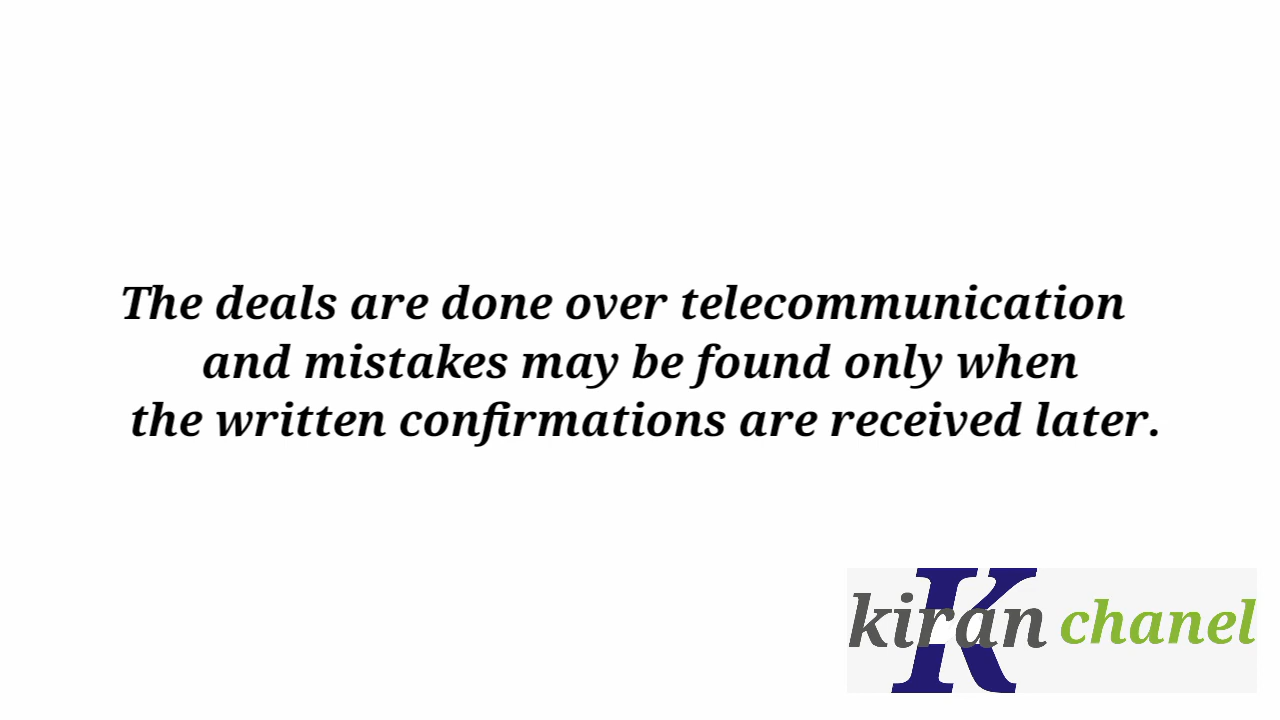 The deals are done over telecommunication
and mistakes may be found only when
the written confirmations are received later.
K
kiran chanel